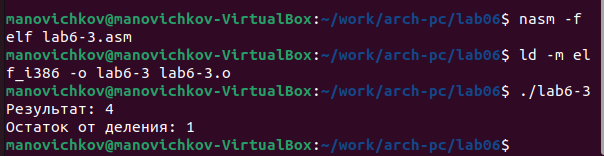 manovichkov@manovichkov-VirtualBox:~/work/arch-pc/lab06$ nasm -f
elf lab6-3.asm
manovichkov@manovichkov-VirtualBox:~/work/arch-pc/lab06$ ld -m el
f_i386 -o lab6-3 lab6-3.o
manovichkov@manovichkov-VirtualBox:~/work/arch-pc/lab06$ ./lab6-3
Результат: 4
Остаток от деления: 1
manovichkov@manovichkov-VirtualBox:~/work/arch-pc/lab06$